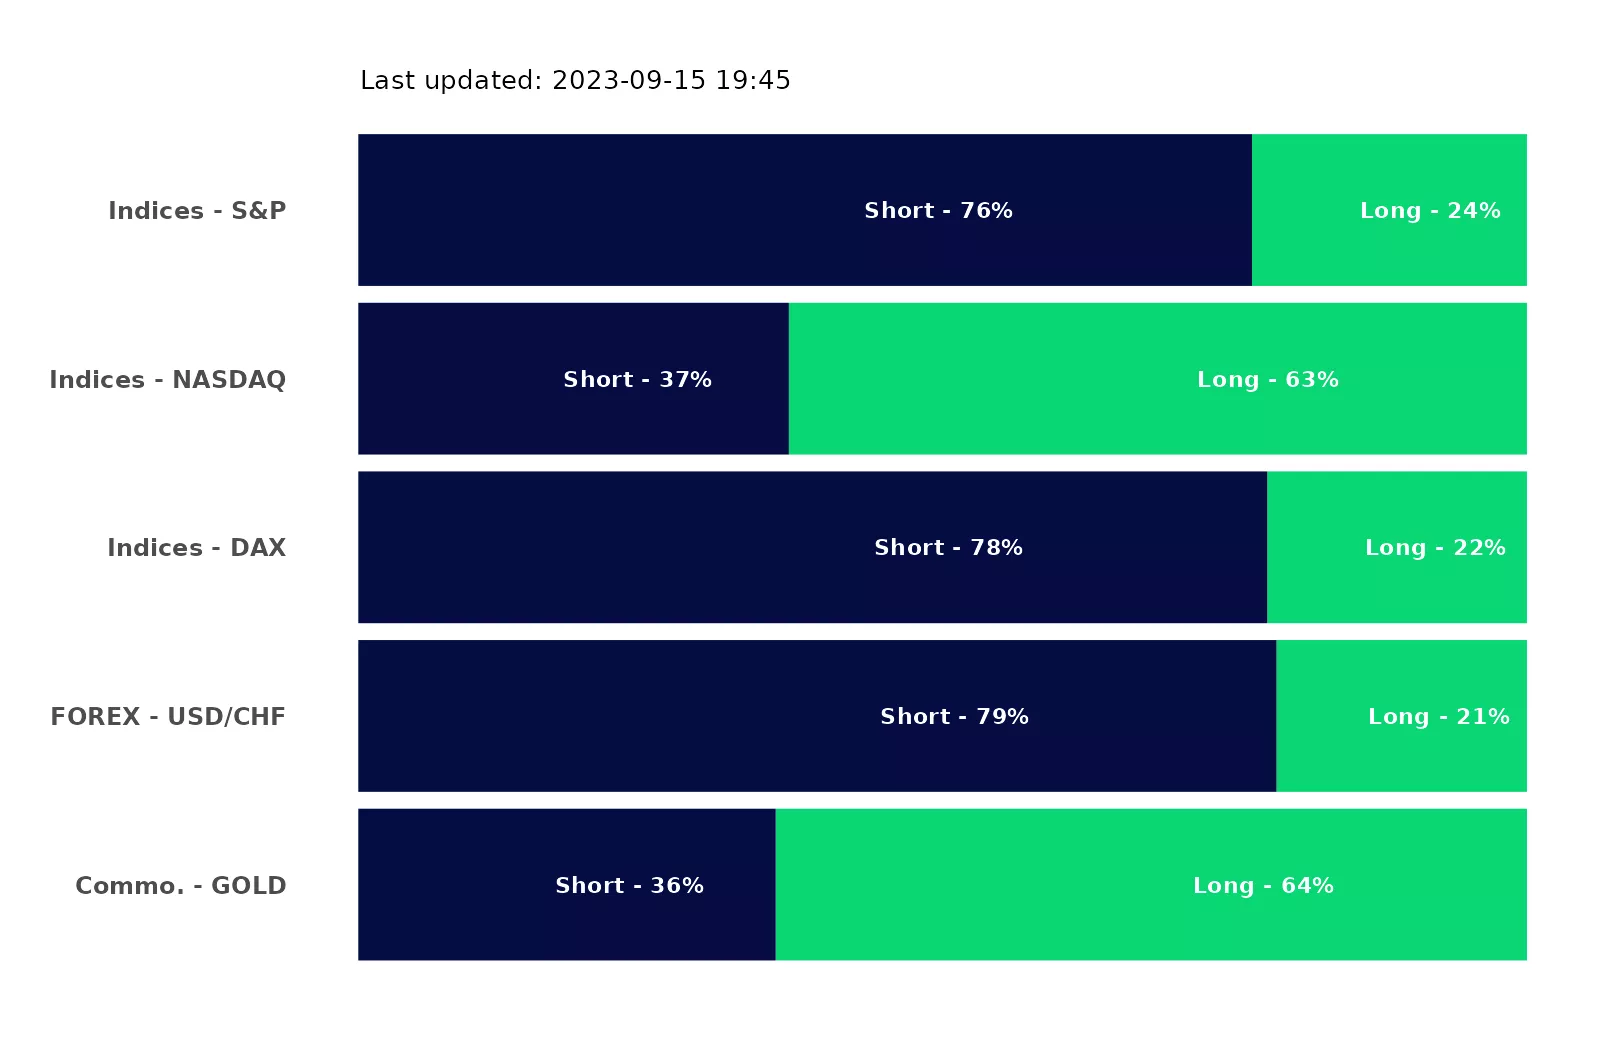 Last updated: 2023-09-15 19:45
Indices - S&P Short - 76% Long - 24%
Indices - NASDAQ Short - 37% Long - 63%
Indices - DAX Short - 78% Long - 22%
FOREX - USD/CHF Short - 79% Long - 21%
Commo. - GOLD Short - 36% Long - 64%